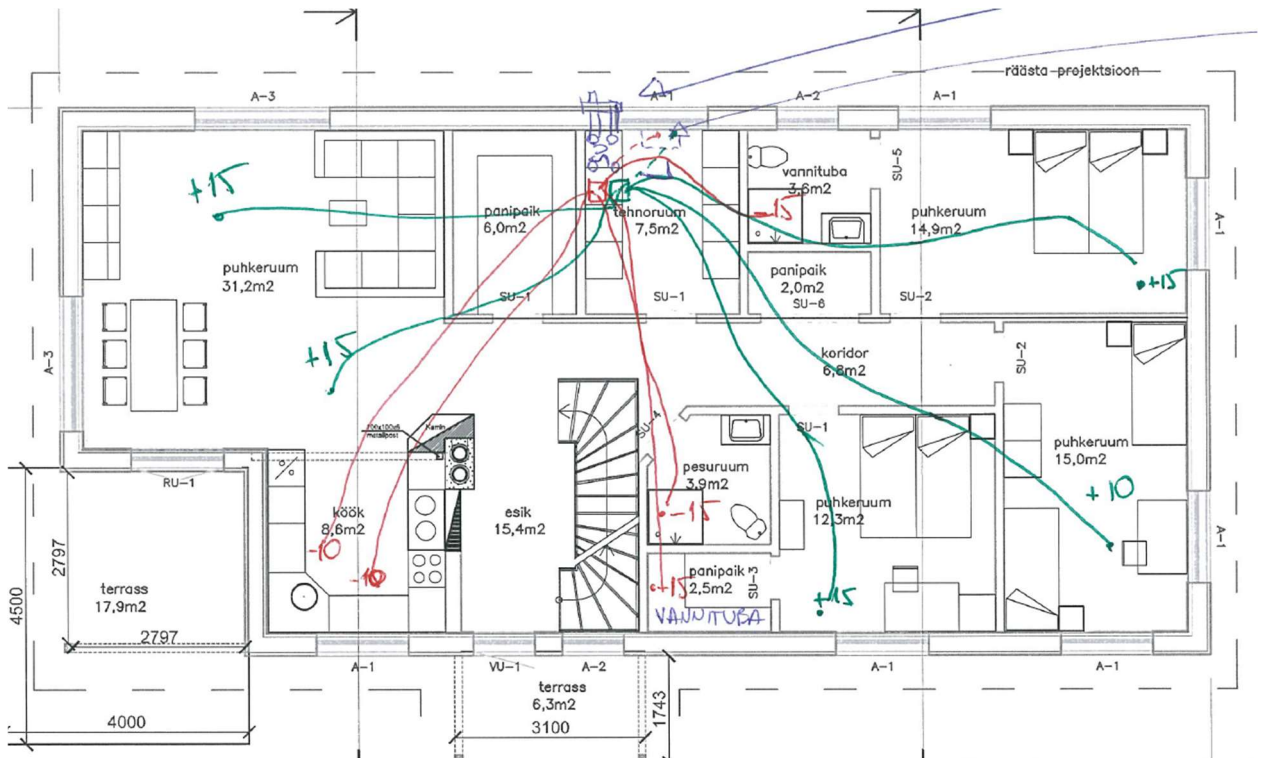 räästa projektsioon
A-3
A-1
A-2
A-1
SU
SU-5
vannituba
3,6m2
+15
panipaik
6,0m2
tehnoruum
7,5m2
-15
puhkeruum
14,9m2
A-1
puhkeruum
31,2m2
panipaik
2,0m2
+15
SU-1
SU-1
SU-6
SU-2
+15
koridor
6,8m2
SU-2
A-3
100x100x6
metallpost
Kamin
SU-4
SU-1
pesuruum
3,9m2
puhkeruum
15,0m2
RU-1
+10
köök
8,6m2
esik
15,4m2
-15
puhkeruum
12,3m2
A-1
-10
-10
2797
4500
terrass
17,9m2
+15
panipaik
2,5m2
SU-3
+15
VANNITUBA
2797
A-1
VU-1
A-2
A-1
A-1
terrass
6,3m2
4000
3100
1743